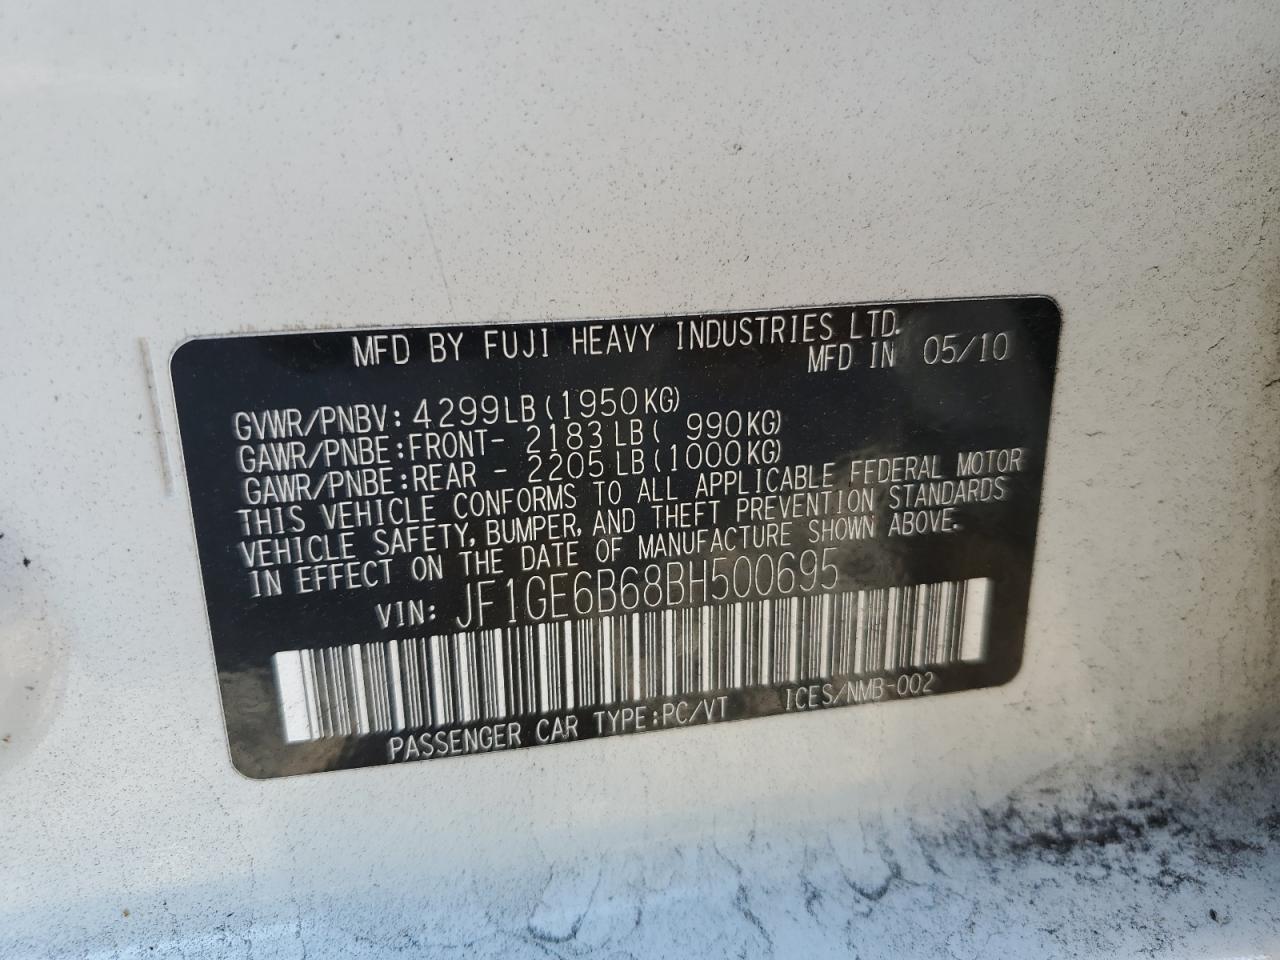 MFD BY FUJI HEAVY INDUSTRIES LTD.
MFD IN 05/10
GVWR/PNBV: 4299LB(1950KG)
GAWR/PNBE:FRONT- 2183LB( 990KG)
GAWR/PNBE:REAR - 2205LB(1000KG)
THIS VEHICLE CONFORMS TO ALL APPLICABLE FEDERAL MOTOR
VEHICLE SAFETY, BUMPER, AND THEFT PREVENTION STANDARDS
IN EFFECT ON THE DATE OF MANUFACTURE SHOWN ABOVE.
VIN: JF1GE6B68BH500695
PASSENGER CAR TYPE:PC/VT ICES/NMB-002